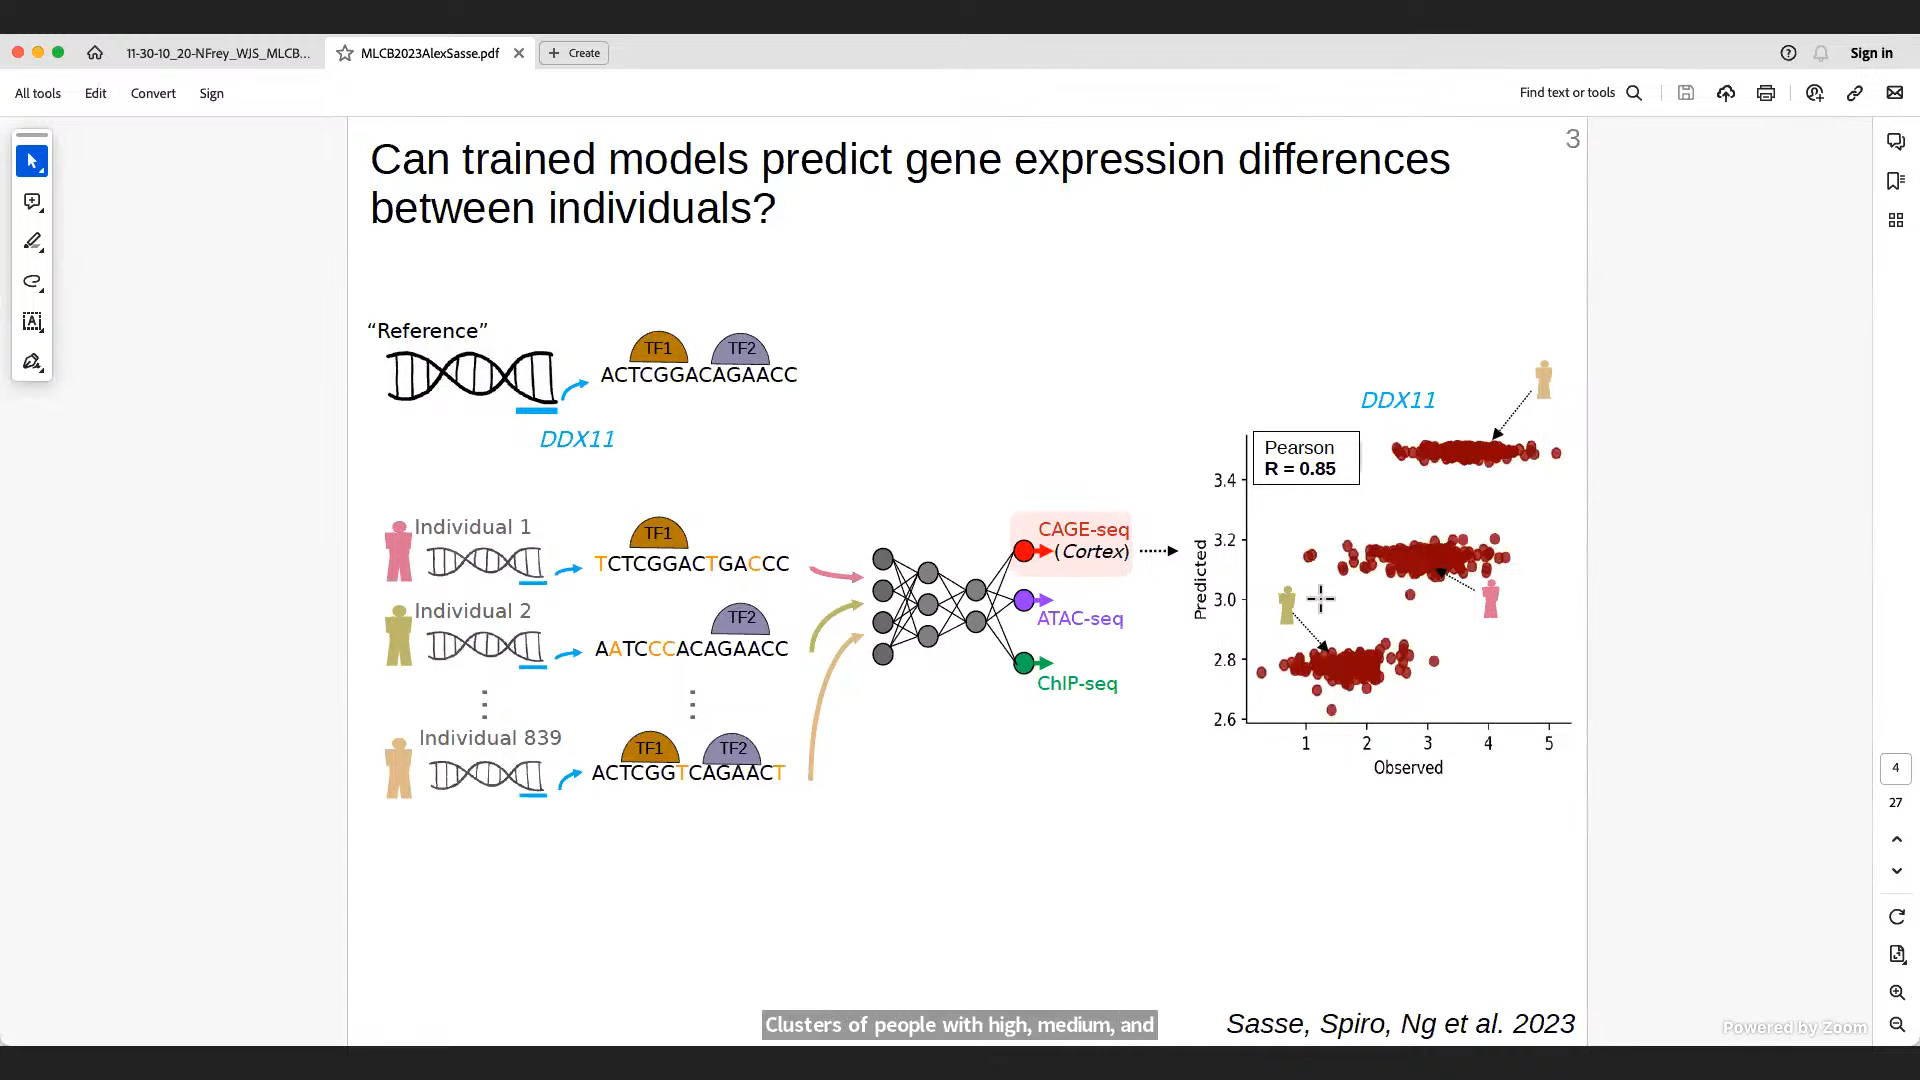 11-30-10_20-NFrey_WJS_MLCB...
MLCB2023AlexSasse.pdf
Create
Sign in
All tools
Edit
Convert
Sign
Find text or tools
3
Can trained models predict gene expression differences
between individuals?
“Reference”
TF1
TF2
ACTCGGACAGAACC
DDX11
Individual 1
TF1
TCTCGGACTGACCC
Individual 2
TF2
AATCCCACAGAACC
Individual 839
TF1
TF2
ACTCGGTCAGAACT
CAGE-seq
(Cortex)
ATAC-seq
ChIP-seq
DDX11
Pearson
R = 0.85
3.4
3.2
3.0
2.8
2.6
Predicted
1 2 3 4 5
Observed
4
27
Clusters of people with high, medium, and
Sasse, Spiro, Ng et al. 2023
Powered by Zoom